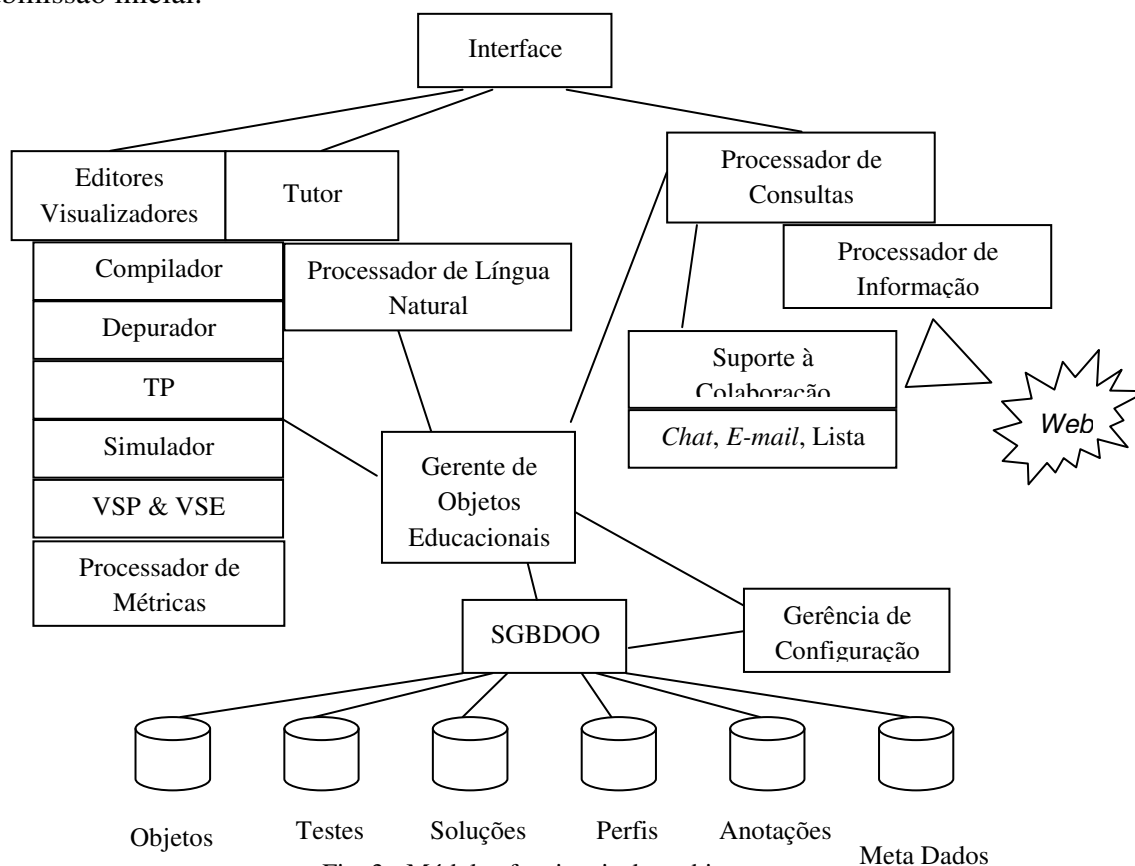 inicial.
Interface
Editores
Visualizadores
Tutor
Processador de
Consultas
Compilador
Processador de Língua
Natural
Processador de
Informação
Depurador
Suporte à
Colaboração
TP
Chat, E-mail, Lista
Web
Simulador
Gerente de
Objetos
Educacionais
VSP & VSE
Processador de
Métricas
SGBDOO
Gerência de
Configuração
Objetos
Testes
Soluções
Perfis
Anotações
Meta Dados